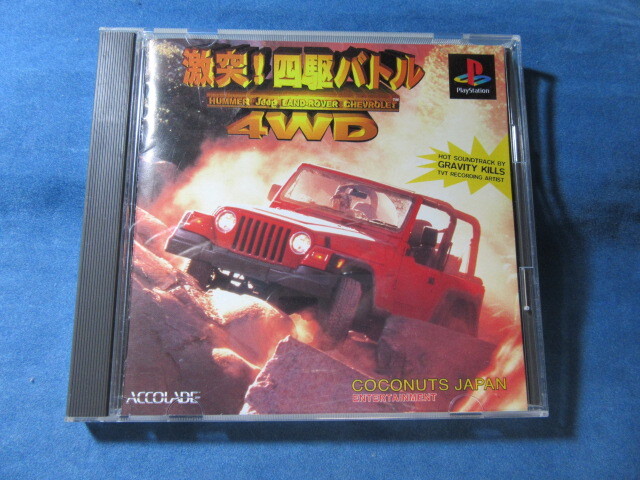 激突!四駆バトル
HUMMER Jeep LAND-ROVER CHEVROLET
4WD
PlayStation
HOT SOUNDTRACK BY
GRAVITY KILLS
TVT RECORDING ARTIST
COCONUTS JAPAN
ENTERTAINMENT
ACCOLADE